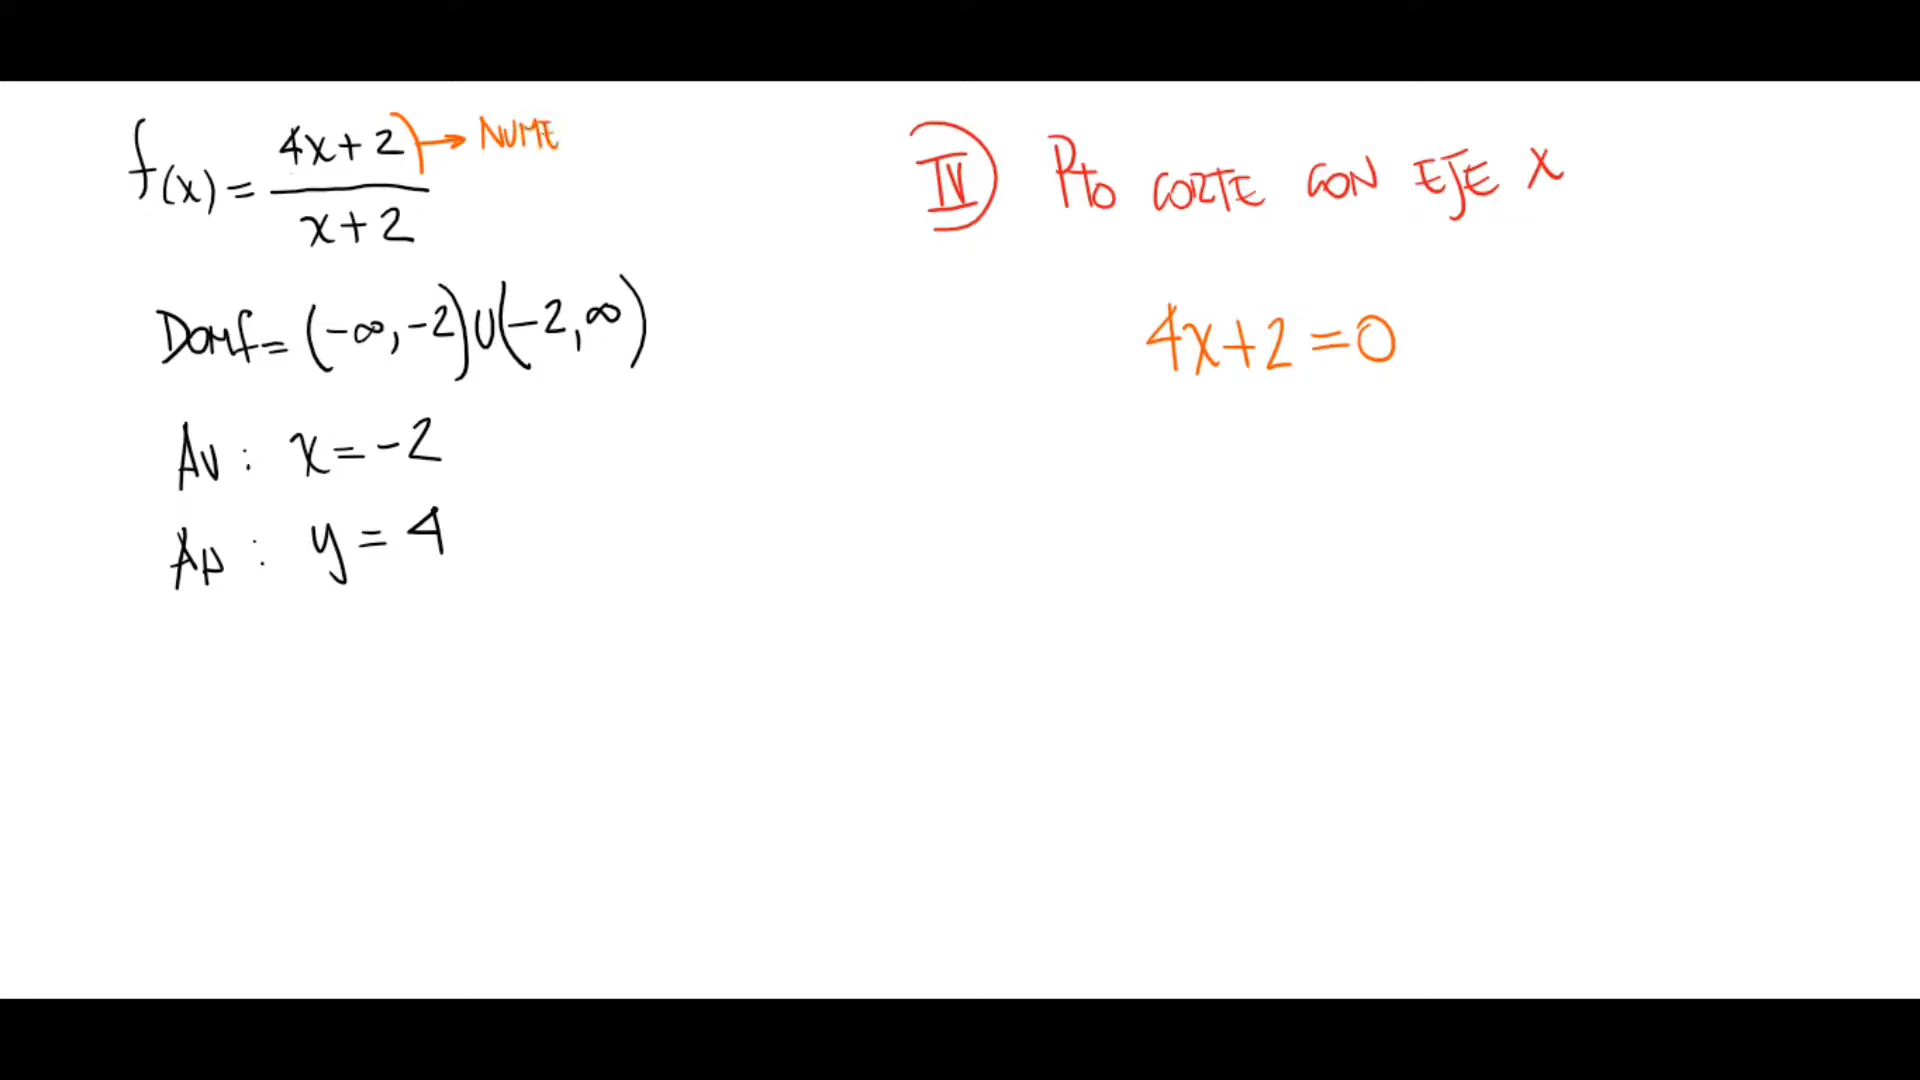 f(x) = 4x+2 / x+2 → NUME
Domf = (-∞, -2) U (-2, ∞)
AV : x = -2
AH : y = 4
IV) Pto CORTE CON EJE X
4x+2 = 0